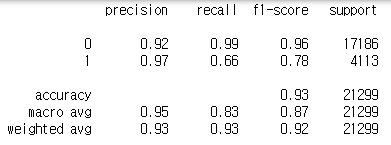 precision recall f1-score support
0 0.92 0.99 0.96 17186
1 0.97 0.66 0.78 4113
accuracy 0.93 21299
macro avg 0.95 0.83 0.87 21299
weighted avg 0.93 0.93 0.92 21299